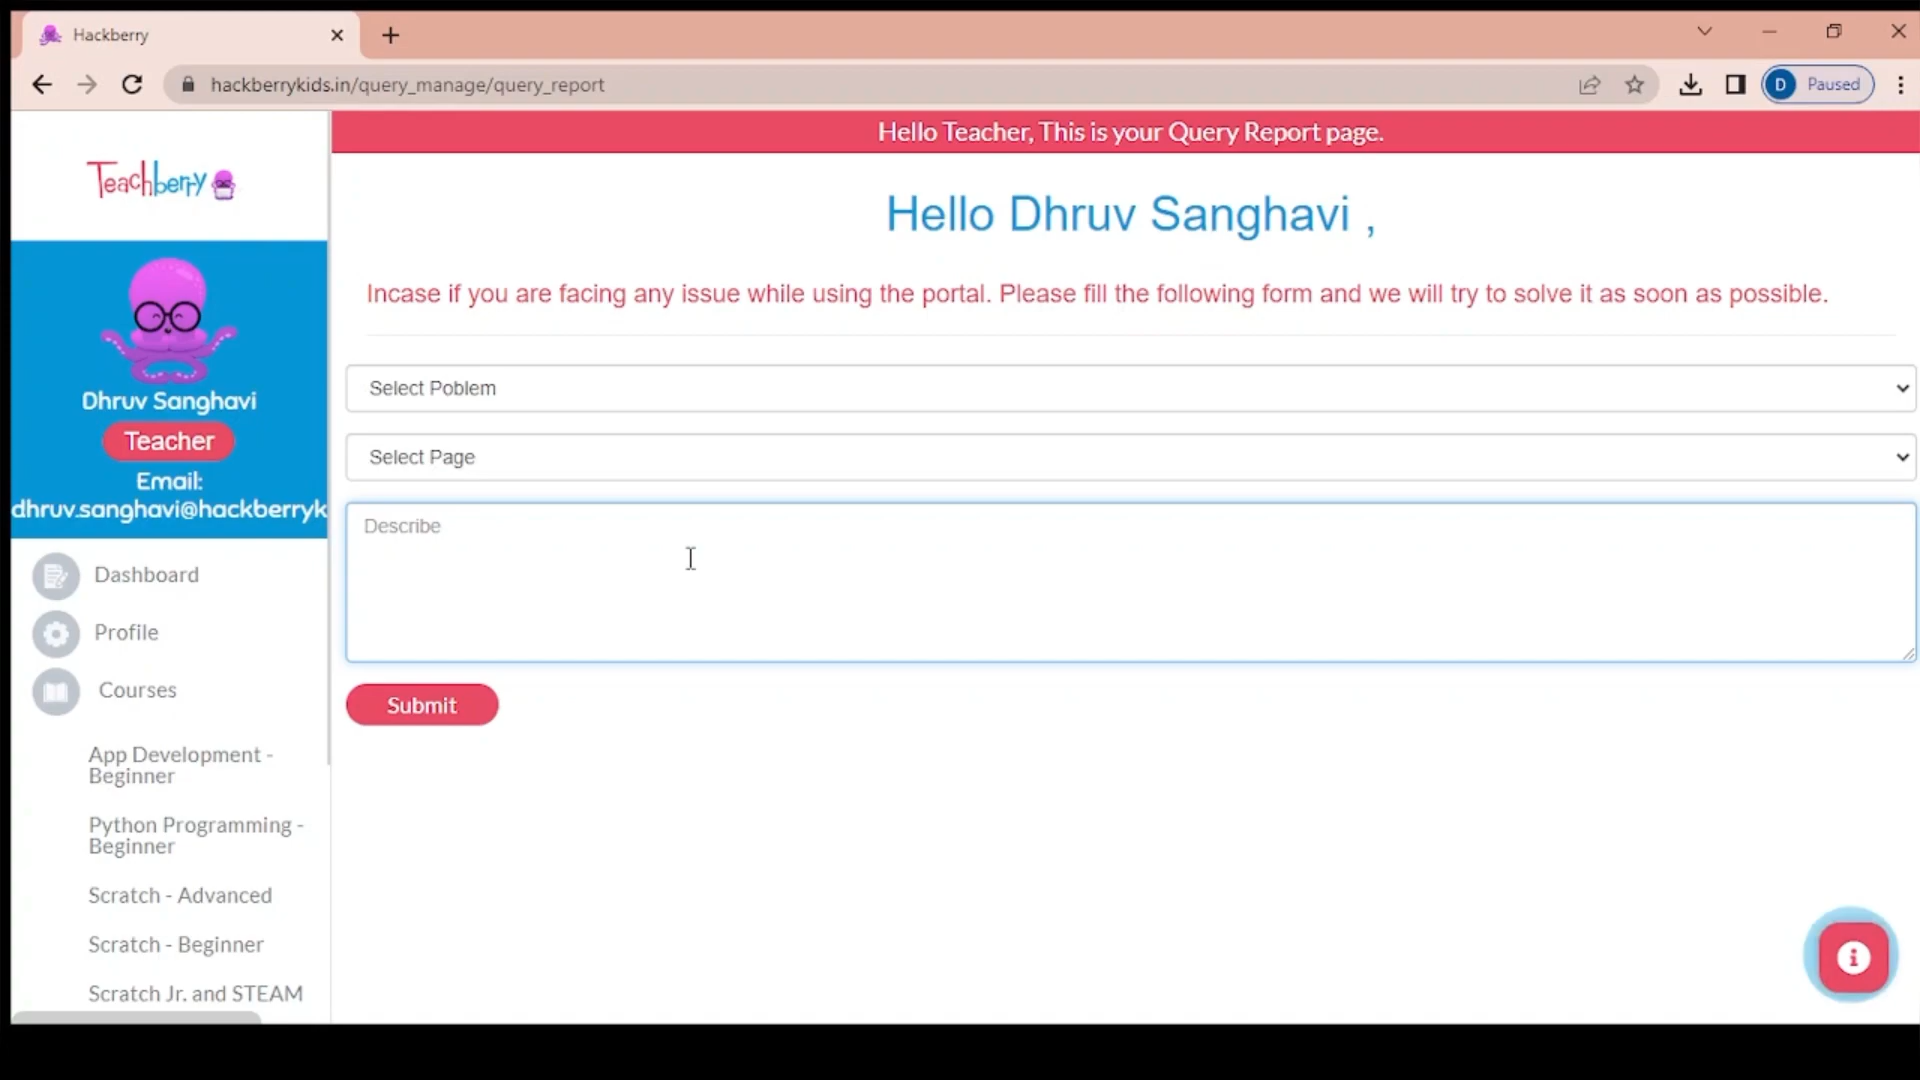 Hackberry
hackberrykids.in/query_manage/query_report
D Paused
Hello Teacher, This is your Query Report page.
Teachberry
Hello Dhruv Sanghavi ,
Incase if you are facing any issue while using the portal. Please fill the following form and we will try to solve it as soon as possible.
Dhruv Sanghavi
Teacher
Email:
dhruv.sanghavi@hackberryk
Dashboard
Profile
Courses
App Development -
Beginner
Python Programming -
Beginner
Scratch - Advanced
Scratch - Beginner
Scratch Jr. and STEAM
Select Poblem
Select Page
Describe
Submit